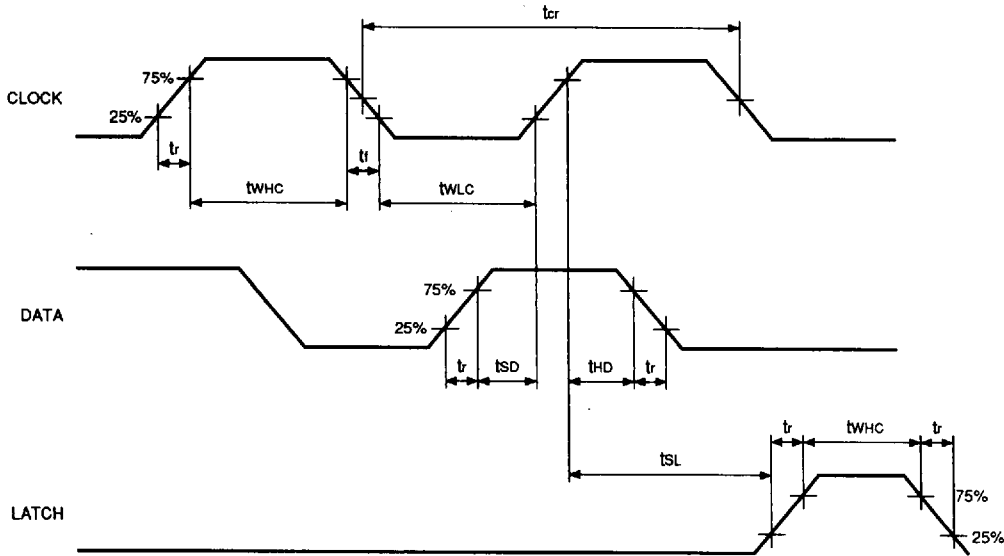 tcr
75%
CLOCK
25%
tr
tf
tWHC
tWLC
75%
DATA
25%
tr
tSD
tHD
tr
tr
tWHC
tr
tSL
75%
LATCH
25%